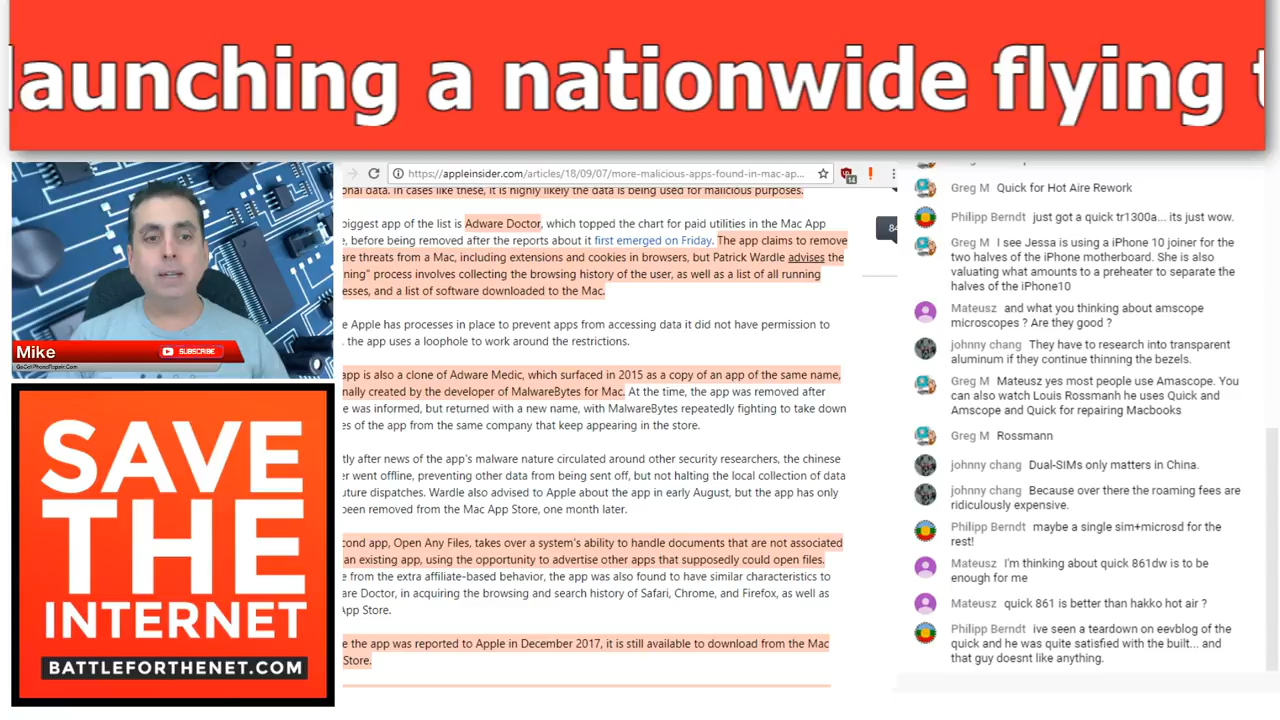 launching a nationwide flying
https://appleinsider.com/articles/18/09/07/more-malicious-apps-found-in-mac-ap...
14
onal data. In cases like these, it is highly likely the data is being used for malicious purposes.
biggest app of the list is Adware Doctor, which topped the chart for paid utilities in the Mac App
e, before being removed after the reports about it first emerged on Friday. The app claims to remove
are threats from a Mac, including extensions and cookies in browsers, but Patrick Wardle advises the
ning" process involves collecting the browsing history of the user, as well as a list of all running
esses, and a list of software downloaded to the Mac.
e Apple has processes in place to prevent apps from accessing data it did not have permission to
, the app uses a loophole to work around the restrictions.
app is also a clone of Adware Medic, which surfaced in 2015 as a copy of an app of the same name,
nally created by the developer of MalwareBytes for Mac. At the time, the app was removed after
e was informed, but returned with a new name, with MalwareBytes repeatedly fighting to take down
es of the app from the same company that keep appearing in the store.
tly after news of the app's malware nature circulated around other security researchers, the chinese
er went offline, preventing other data from being sent off, but not halting the local collection of data
uture dispatches. Wardle also advised to Apple about the app in early August, but the app has only
been removed from the Mac App Store, one month later.
cond app, Open Any Files, takes over a system's ability to handle documents that are not associated
an existing app, using the opportunity to advertise other apps that supposedly could open files.
e from the extra affiliate-based behavior, the app was also found to have similar characteristics to
are Doctor, in acquiring the browsing and search history of Safari, Chrome, and Firefox, as well as
App Store.
e the app was reported to Apple in December 2017, it is still available to download from the Mac
Store.
84
Mike
SUBSCRIBE
GoCellPhoneRepair.Com
SAVE
THE
INTERNET
BATTLEFORTHENET.COM
Greg M Quick for Hot Aire Rework
Philipp Berndt just got a quick tr1300a... its just wow.
Greg M I see Jessa is using a iPhone 10 joiner for the
two halves of the iPhone motherboard. She is also
valuating what amounts to a preheater to separate the
halves of the iPhone10
Mateusz and what you thinking about amscope
microscopes ? Are they good ?
johnny chang They have to research into transparent
aluminum if they continue thinning the bezels.
Greg M Mateusz yes most people use Amascope. You
can also watch Louis Rossmanh he uses Quick and
Amscope and Quick for repairing Macbooks
Greg M Rossmann
johnny chang Dual-SIMs only matters in China.
johnny chang Because over there the roaming fees are
ridiculously expensive.
Philipp Berndt maybe a single sim+microsd for the
rest!
Mateusz I'm thinking about quick 861dw is to be
enough for me
Mateusz quick 861 is better than hakko hot air ?
Philipp Berndt ive seen a teardown on eevblog of the
quick and he was quite satisfied with the built... and
that guy doesnt like anything.